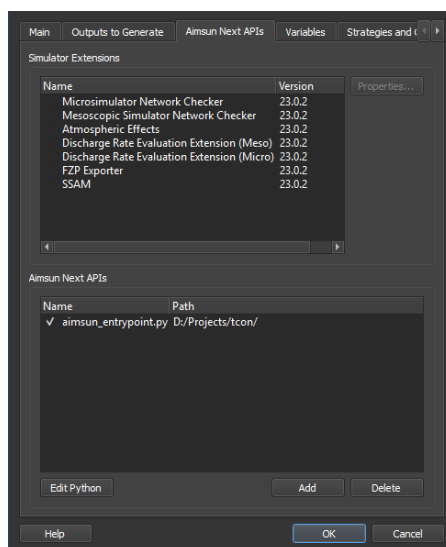 Main Outputs to Generate Aimsun Next APIs Variables Strategies and
Simulator Extensions
Name Version Properties...
Microsimulator Network Checker 23.0.2
Mesoscopic Simulator Network Checker 23.0.2
Atmospheric Effects 23.0.2
Discharge Rate Evaluation Extension (Meso) 23.0.2
Discharge Rate Evaluation Extension (Micro) 23.0.2
FZP Exporter 23.0.2
SSAM 23.0.2
Aimsun Next APIs
Name Path
✓ aimsun_entrypoint.py D:/Projects/tcon/
Edit Python Add Delete
Help OK Cancel